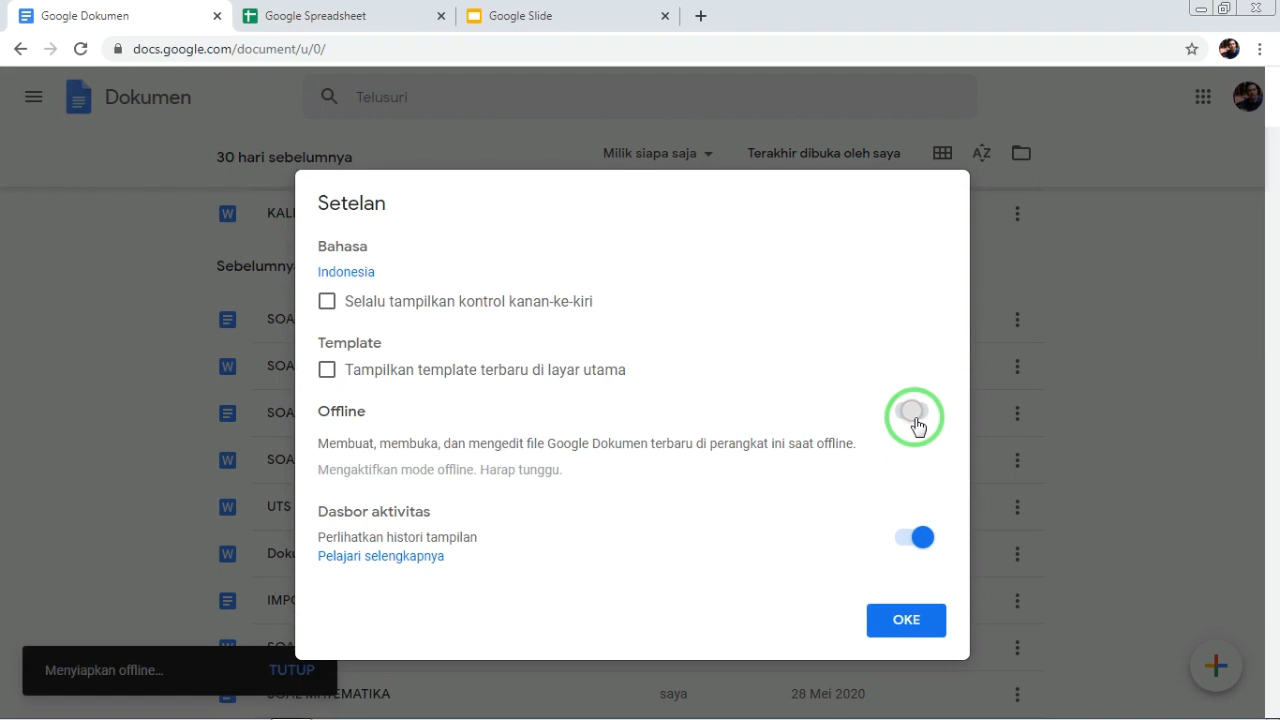 Google Dokumen
Google Spreadsheet
Google Slide
docs.google.com/document/u/0/
Dokumen
Telusuri
30 hari sebelumnya
Milik siapa saja
Terakhir dibuka oleh saya
AZ
Setelan
Bahasa
Indonesia
Selalu tampilkan kontrol kanan-ke-kiri
Template
Tampilkan template terbaru di layar utama
Offline
Membuat, membuka, dan mengedit file Google Dokumen terbaru di perangkat ini saat offline.
Mengaktifkan mode offline. Harap tunggu.
Dasbor aktivitas
Perlihatkan histori tampilan
Pelajari selengkapnya
OKE
W KALI
Sebelumnya
SOA
W SOA
SOA
W SOA
W UTS
W Doku
IMPO
Menyiapkan offline...
TUTUP
SOAL MATEMATIKA
saya
28 Mei 2020